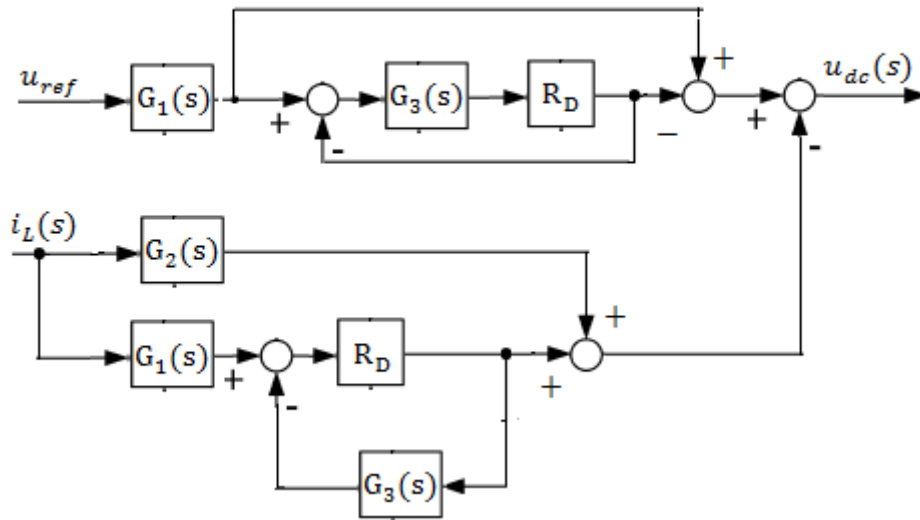 u_ref
G₁(s)
+
-
G₃(s)
R_D
+
−
u_dc(s)
+
-
i_L(s)
G₂(s)
+
G₁(s)
+
-
R_D
+
G₃(s)